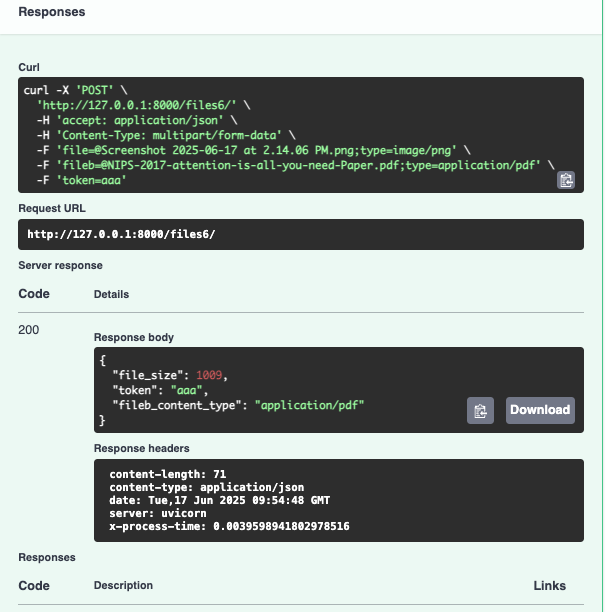 Responses
Curl
curl -X 'POST' \
'http://127.0.0.1:8000/files6/' \
-H 'accept: application/json' \
-H 'Content-Type: multipart/form-data' \
-F 'file=@Screenshot 2025-06-17 at 2.14.06 PM.png;type=image/png' \
-F 'fileb=@NIPS-2017-attention-is-all-you-need-Paper.pdf;type=application/pdf' \
-F 'token=aaa'
Request URL
http://127.0.0.1:8000/files6/
Server response
Code Details
200
Response body
{
"file_size": 1009,
"token": "aaa",
"fileb_content_type": "application/pdf"
}
Download
Response headers
content-length: 71
content-type: application/json
date: Tue,17 Jun 2025 09:54:48 GMT
server: uvicorn
x-process-time: 0.0039598941802978516
Responses
Code Description Links